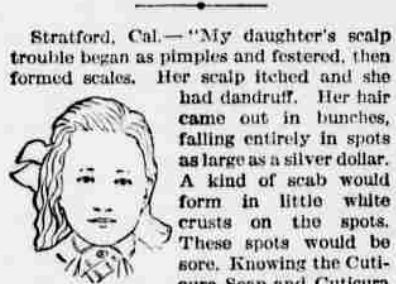 Stratford, Cal.—"My daughter's scalp
trouble began as pimples and festered, then
formed scales. Her scalp itched and she
had dandruff. Her hair
came out in bunches,
falling entirely in spots
as large as a silver dollar.
A kind of scab would
form in little white
crusts on the spots.
These spots would be
sore. Knowing the Cuti-
cura Soap and Cuticura